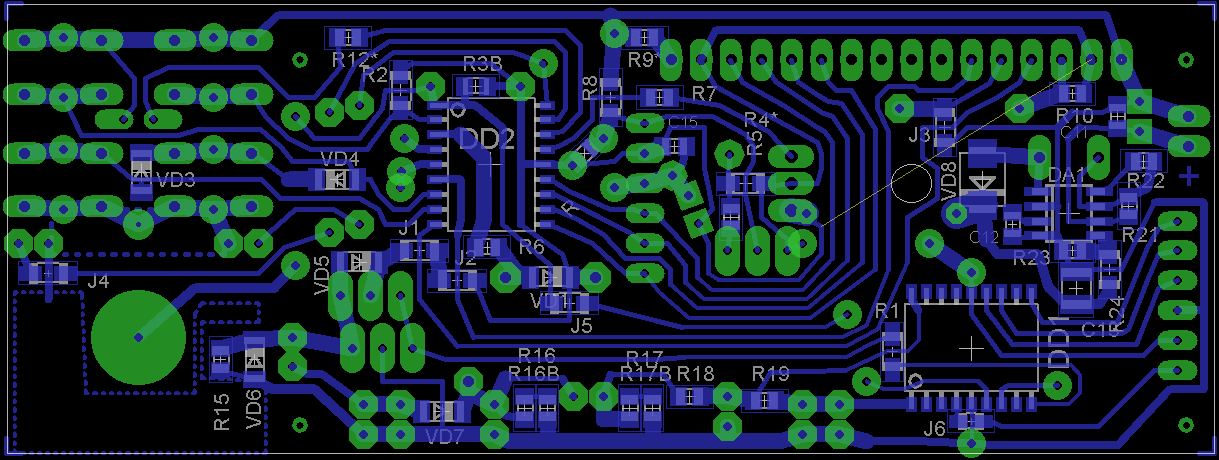 R12*
R2
R3B
R8
R9*
R7
C15
R4*
R5
R10
C11
J3
DD2
VD4
VD3
VD8
DA1
R22
+
R21
C12
R23
R24
C16
J1
J2
R6
VD5
J4
J5
R1
DD1
R16
R16B
R17
R17B
R18
R19
R15
VD6
VD7
J6